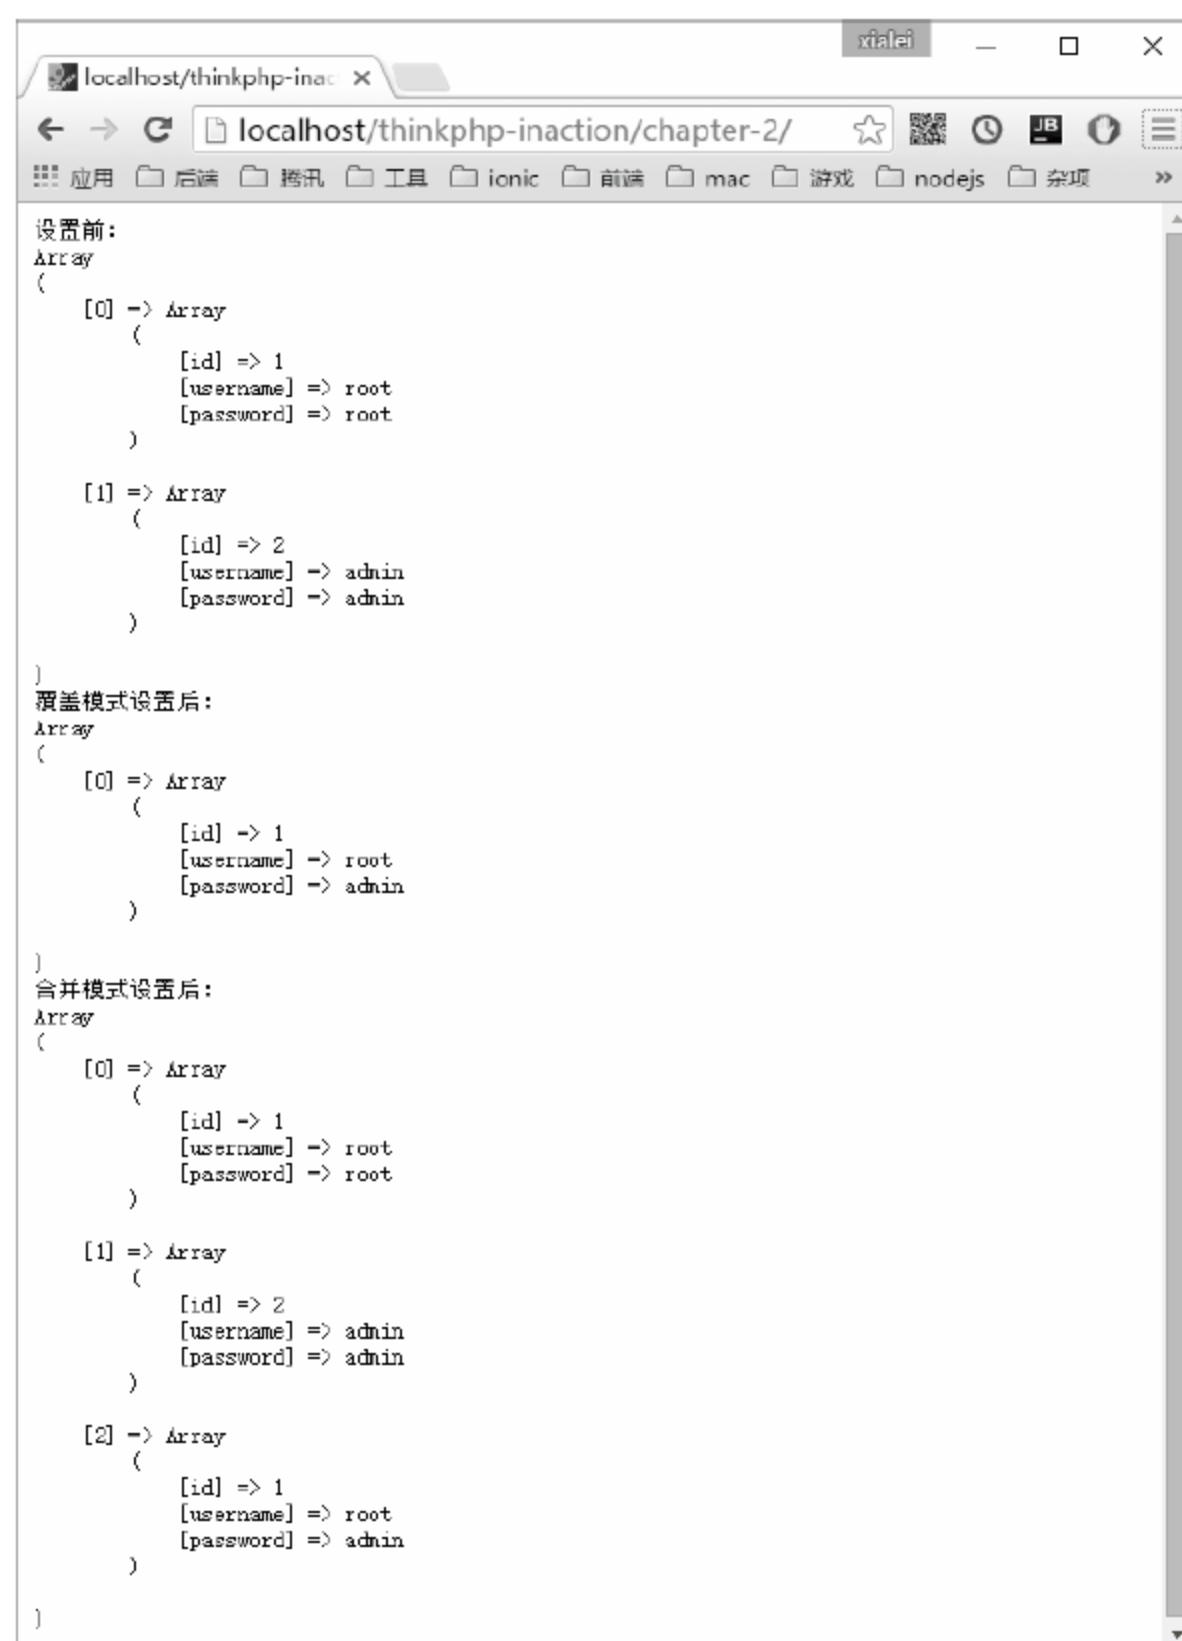 xialei
localhost/thinkphp-inac
localhost/thinkphp-inaction/chapter-2/
JB
应用 后端 腾讯 工具 ionic 前端 mac 游戏 nodejs 杂项 »
设置前:
Array
(
    [0] => Array
        (
            [id] => 1
            [username] => root
            [password] => root
        )
    [1] => Array
        (
            [id] => 2
            [username] => admin
            [password] => admin
        )
)
覆盖模式设置后:
Array
(
    [0] => Array
        (
            [id] => 1
            [username] => root
            [password] => admin
        )
)
合并模式设置后:
Array
(
    [0] => Array
        (
            [id] => 1
            [username] => root
            [password] => root
        )
    [1] => Array
        (
            [id] => 2
            [username] => admin
            [password] => admin
        )
    [2] => Array
        (
            [id] => 1
            [username] => root
            [password] => admin
        )
)